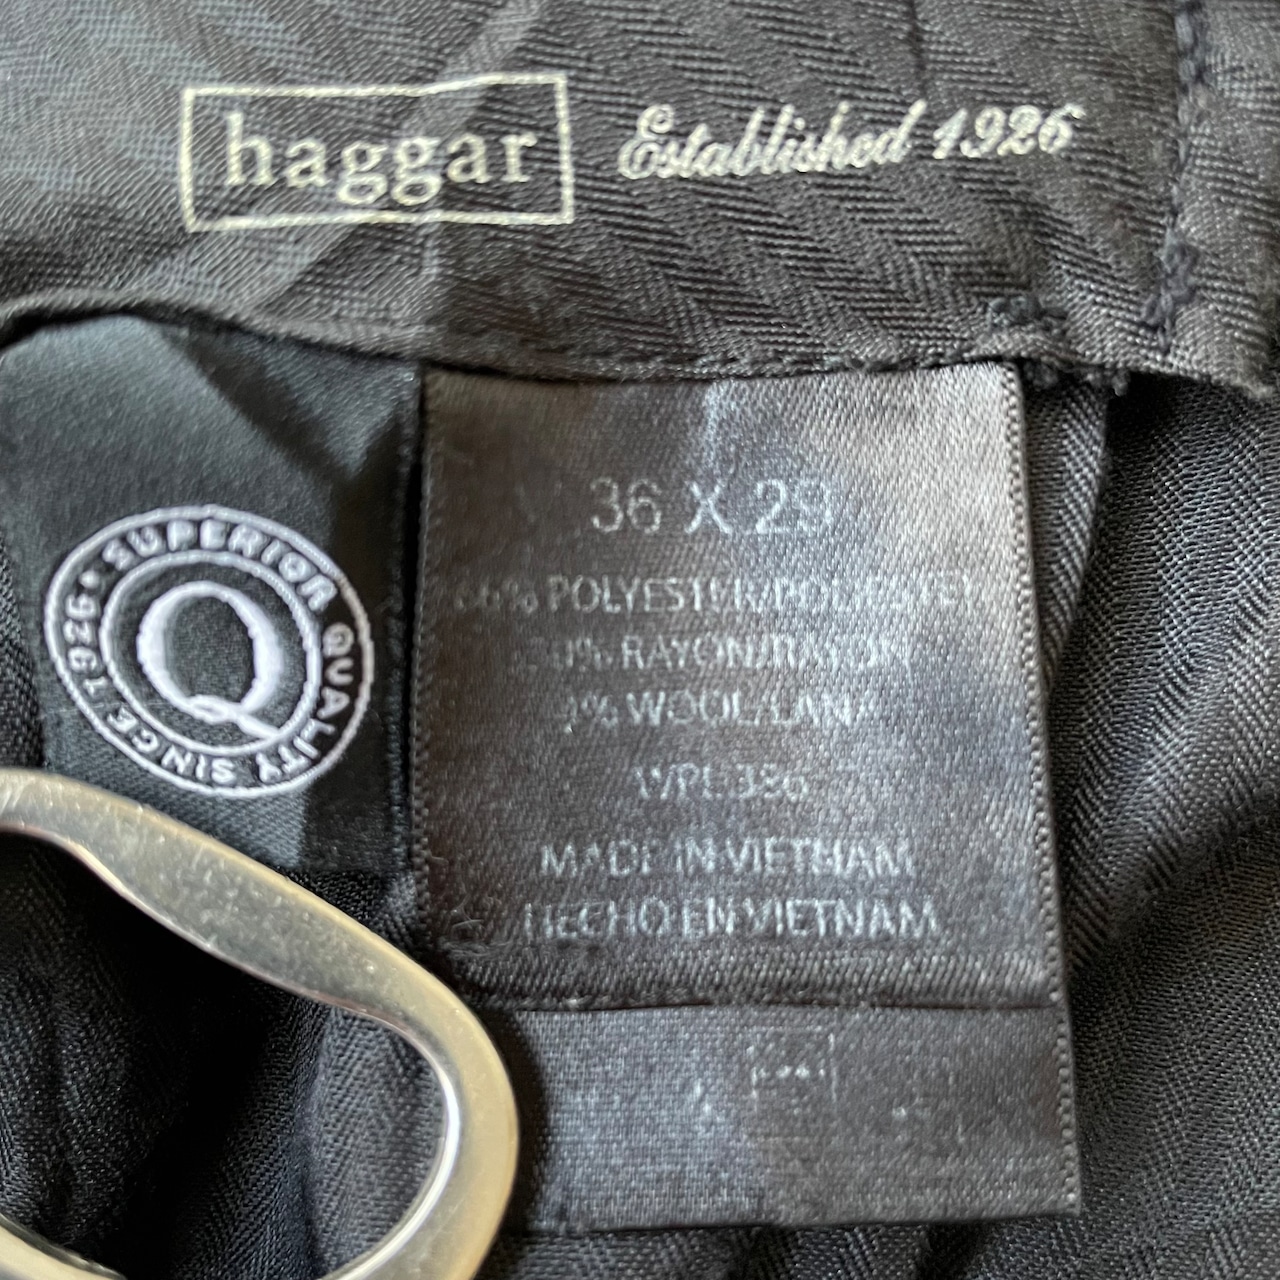 haggar Established 1926
SUPERIOR QUALITY SINCE 1926 •
Q
36 X 29
POLYESTER/POLIESTER
RAYON/RAYON
WOOL/LANA
MADE IN VIETNAM
HECHO EN VIETNAM